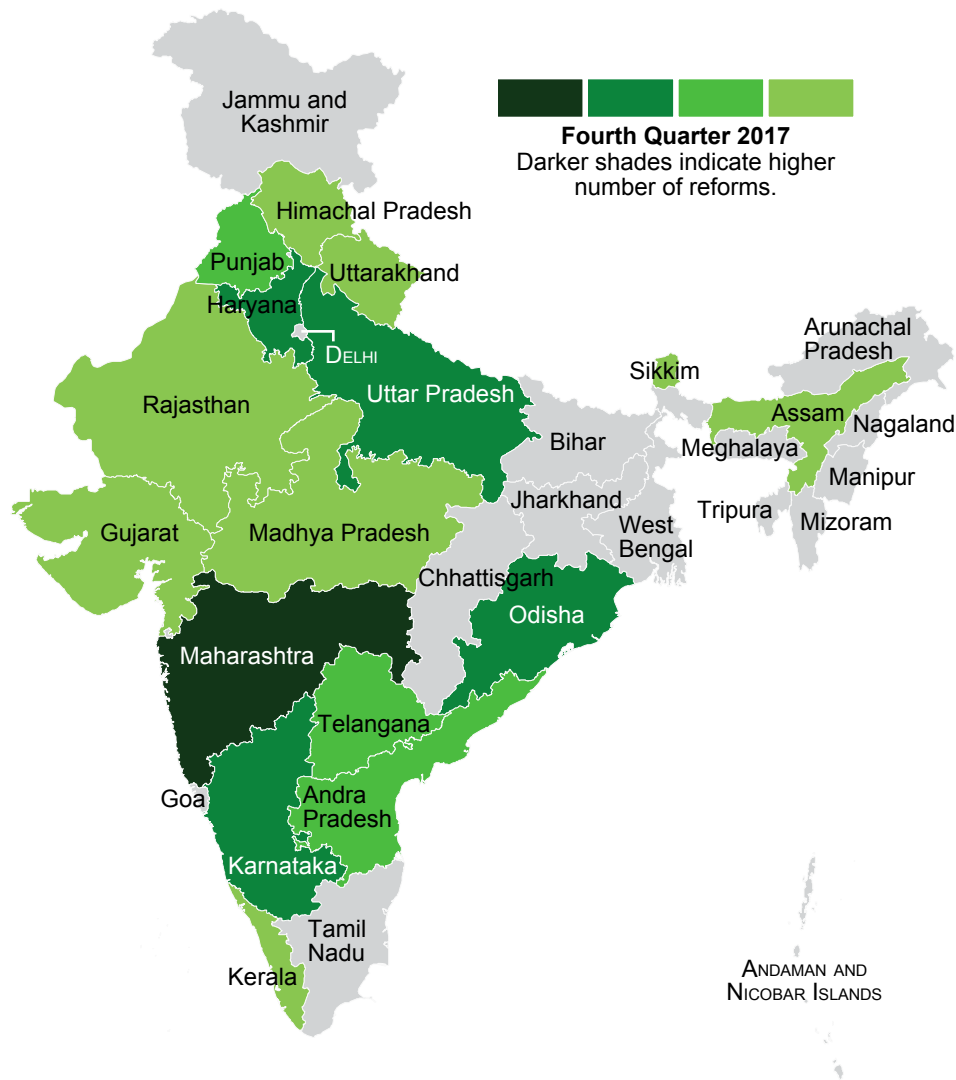 Jammu and
Kashmir
Fourth Quarter 2017
Darker shades indicate higher
number of reforms.
Himachal Pradesh
Punjab
Uttarakhand
Haryana
Delhi
Arunachal
Pradesh
Sikkim
Uttar Pradesh
Rajasthan
Assam
Nagaland
Bihar
Meghalaya
Manipur
Jharkhand
Tripura
Mizoram
Gujarat
Madhya Pradesh
West
Bengal
Chhattisgarh
Odisha
Maharashtra
Telangana
Goa
Andra
Pradesh
Karnataka
Tamil
Nadu
Kerala
Andaman and
Nicobar Islands